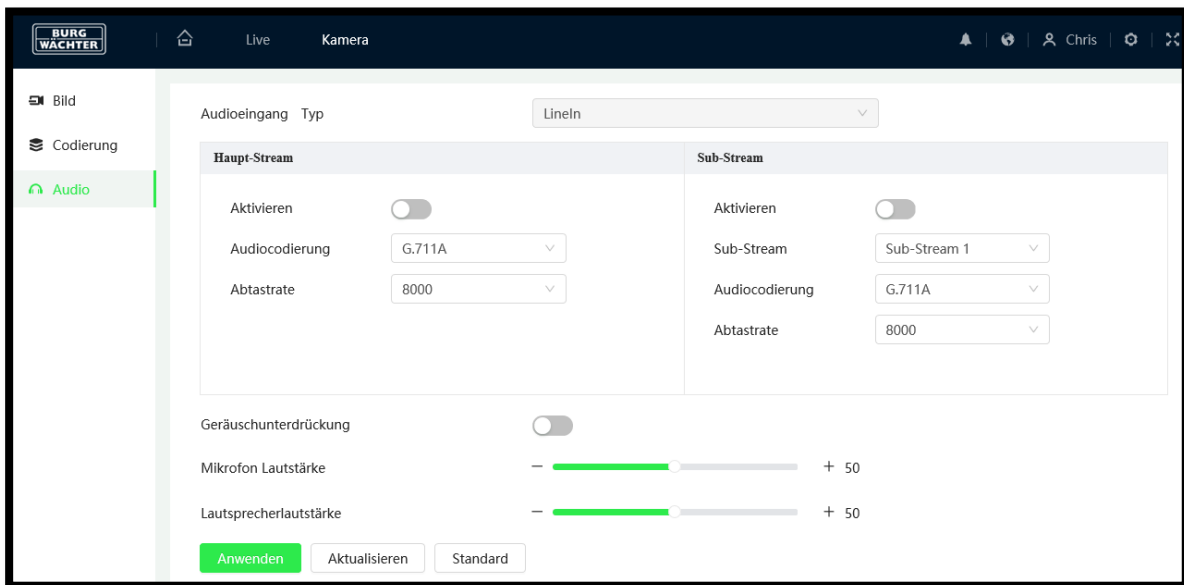 BURG
WÄCHTER
Live Kamera Chris
Bild
Codierung
Audio
Audioeingang Typ LineIn
Haupt-Stream
Aktivieren
Audiocodierung G.711A
Abtastrate 8000
Sub-Stream
Aktivieren
Sub-Stream Sub-Stream 1
Audiocodierung G.711A
Abtastrate 8000
Geräuschunterdrückung
Mikrofon Lautstärke − + 50
Lautsprecherlautstärke − + 50
Anwenden Aktualisieren Standard